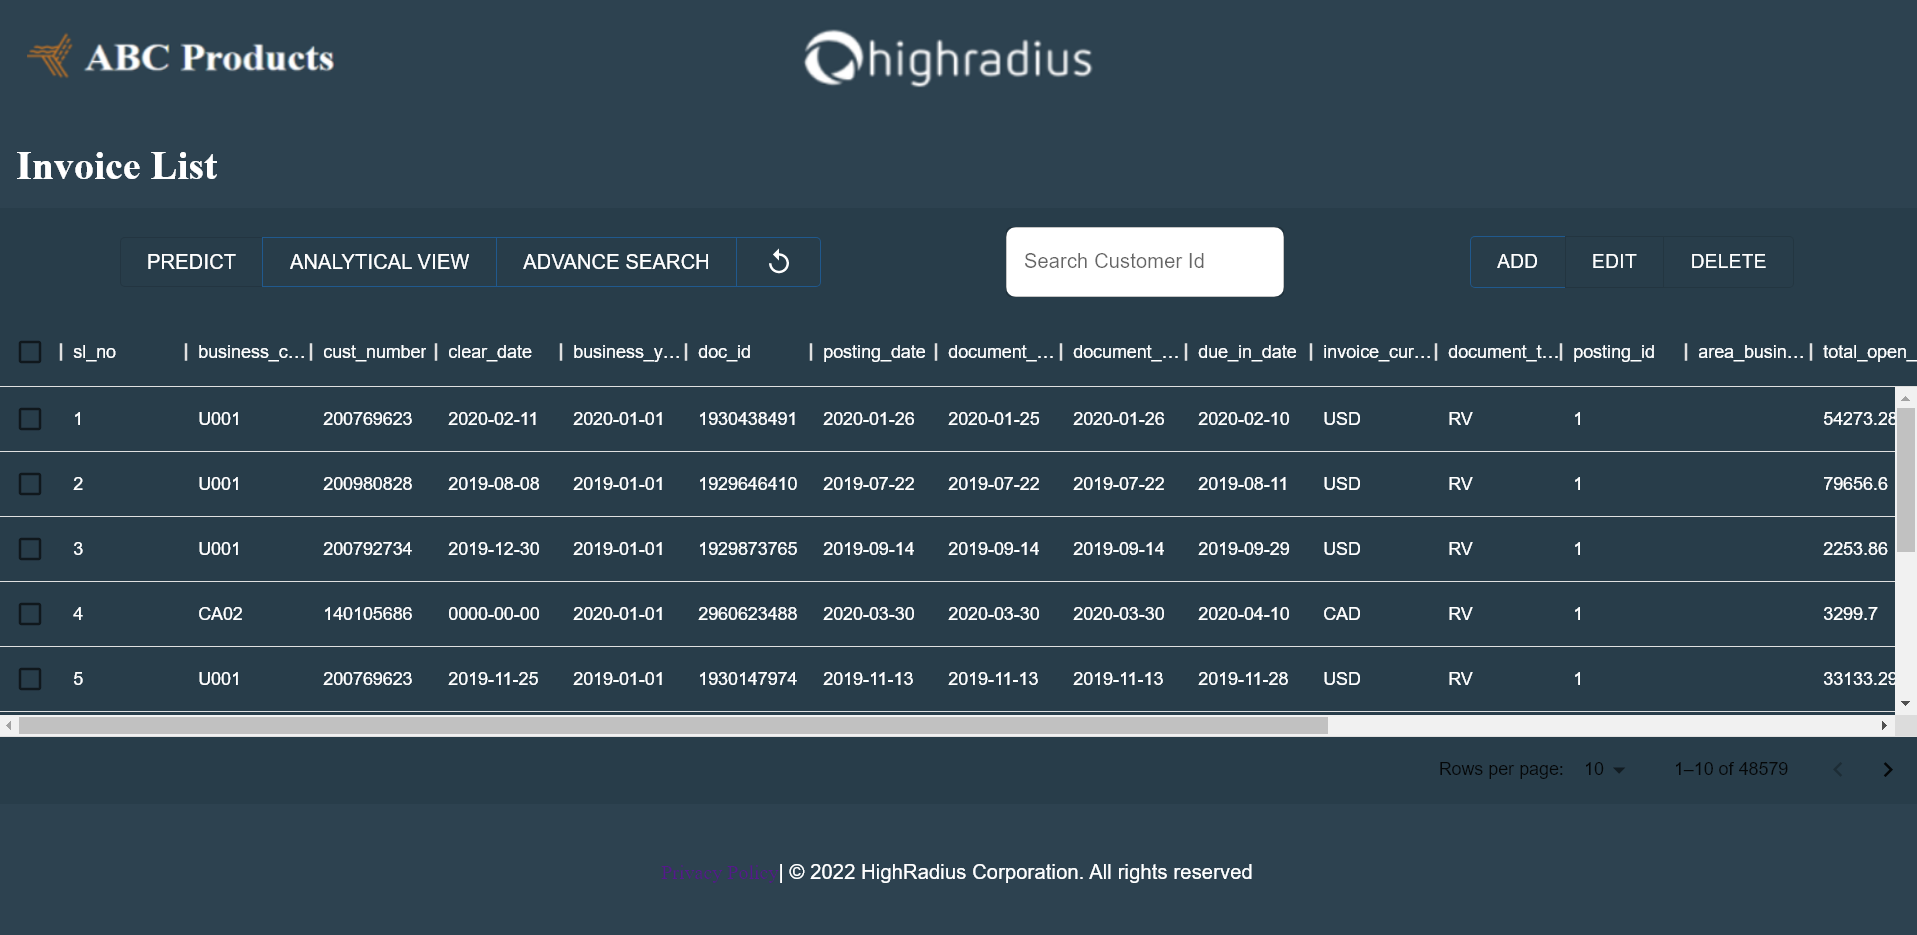 ABC Products
highradius
Invoice List
PREDICT ANALYTICAL VIEW ADVANCE SEARCH Search Customer Id ADD EDIT DELETE
sl_no business_c... cust_number clear_date business_y... doc_id posting_date document_... document_... due_in_date invoice_cur... document_t... posting_id area_busin... total_open_
1 U001 200769623 2020-02-11 2020-01-01 1930438491 2020-01-26 2020-01-25 2020-01-26 2020-02-10 USD RV 1 54273.28
2 U001 200980828 2019-08-08 2019-01-01 1929646410 2019-07-22 2019-07-22 2019-07-22 2019-08-11 USD RV 1 79656.6
3 U001 200792734 2019-12-30 2019-01-01 1929873765 2019-09-14 2019-09-14 2019-09-14 2019-09-29 USD RV 1 2253.86
4 CA02 140105686 0000-00-00 2020-01-01 2960623488 2020-03-30 2020-03-30 2020-03-30 2020-04-10 CAD RV 1 3299.7
5 U001 200769623 2019-11-25 2019-01-01 1930147974 2019-11-13 2019-11-13 2019-11-13 2019-11-28 USD RV 1 33133.29
Rows per page: 10 1–10 of 48579
Privacy Policy| © 2022 HighRadius Corporation. All rights reserved